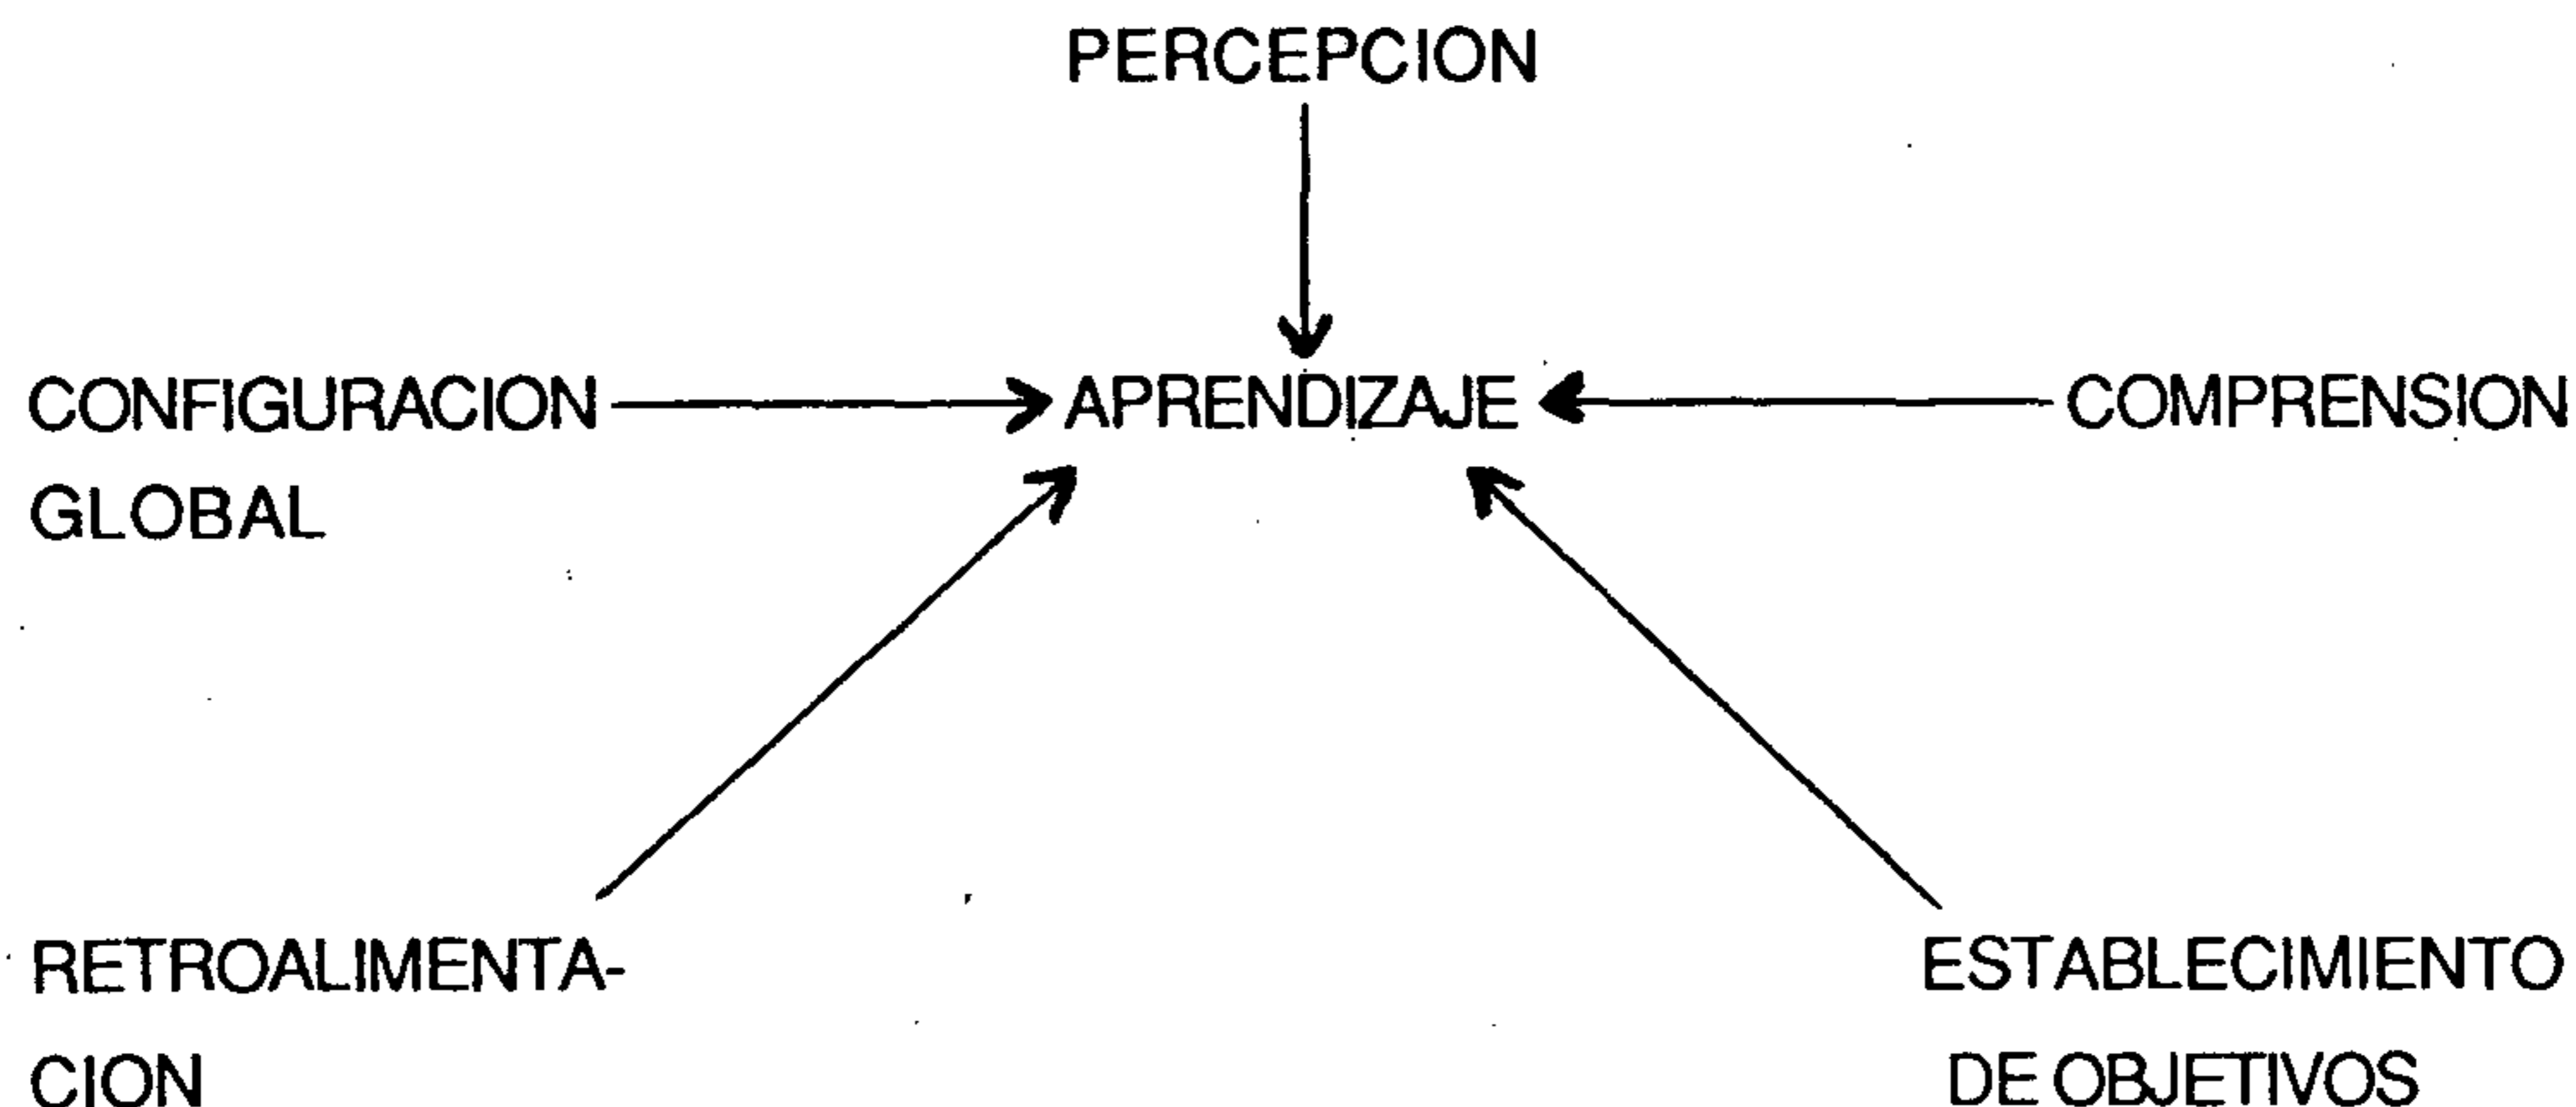 PERCEPCION
CONFIGURACION
APRENDIZAJE
COMPRENSION
GLOBAL
RETROALIMENTA-
CION
ESTABLECIMIENTO
DE OBJETIVOS